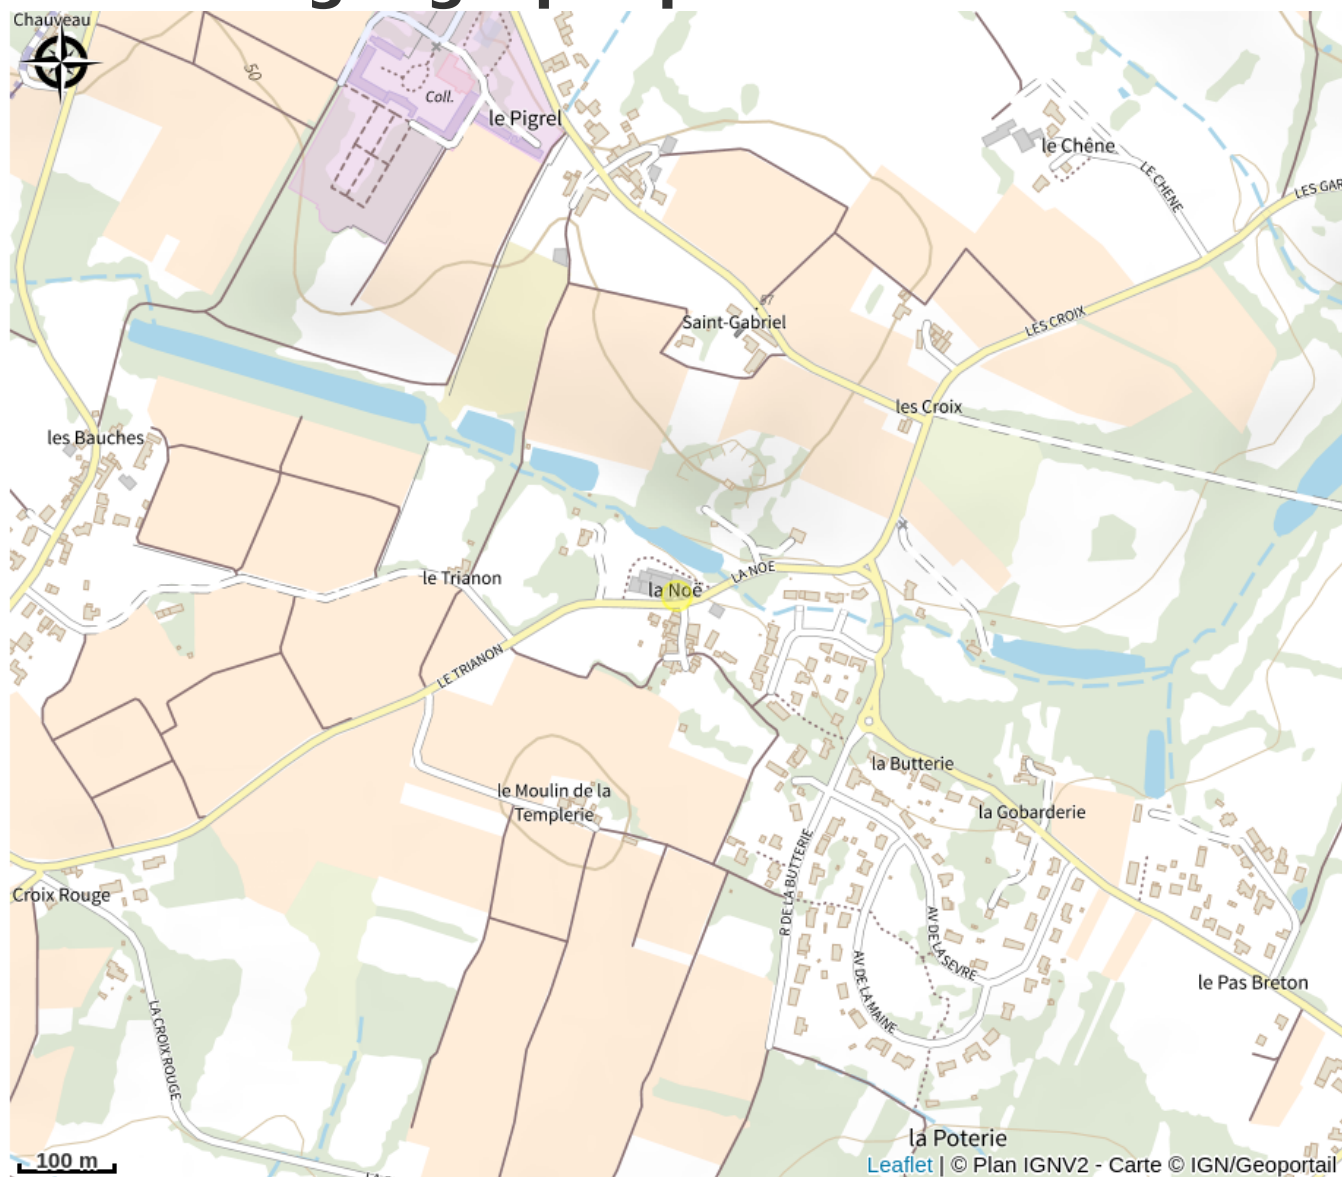 Chauveau
50
Coll.
le Pigrel
le Chêne
LE CHENE
LES GAR
57
Saint-Gabriel
LES CROIX
les Croix
les Bauches
le Trianon
la Noë
LA NOE
LE TRIANON
la Butterie
le Moulin de la
Templerie
la Gobarderie
R DE LA BUTTERIE
Croix Rouge
AV DE LA SEVRE
AV DE LA MAINE
le Pas Breton
LA CROIX ROUGE
la Poterie
100 m
Leaflet | © Plan IGNV2 - Carte © IGN/Geoportail